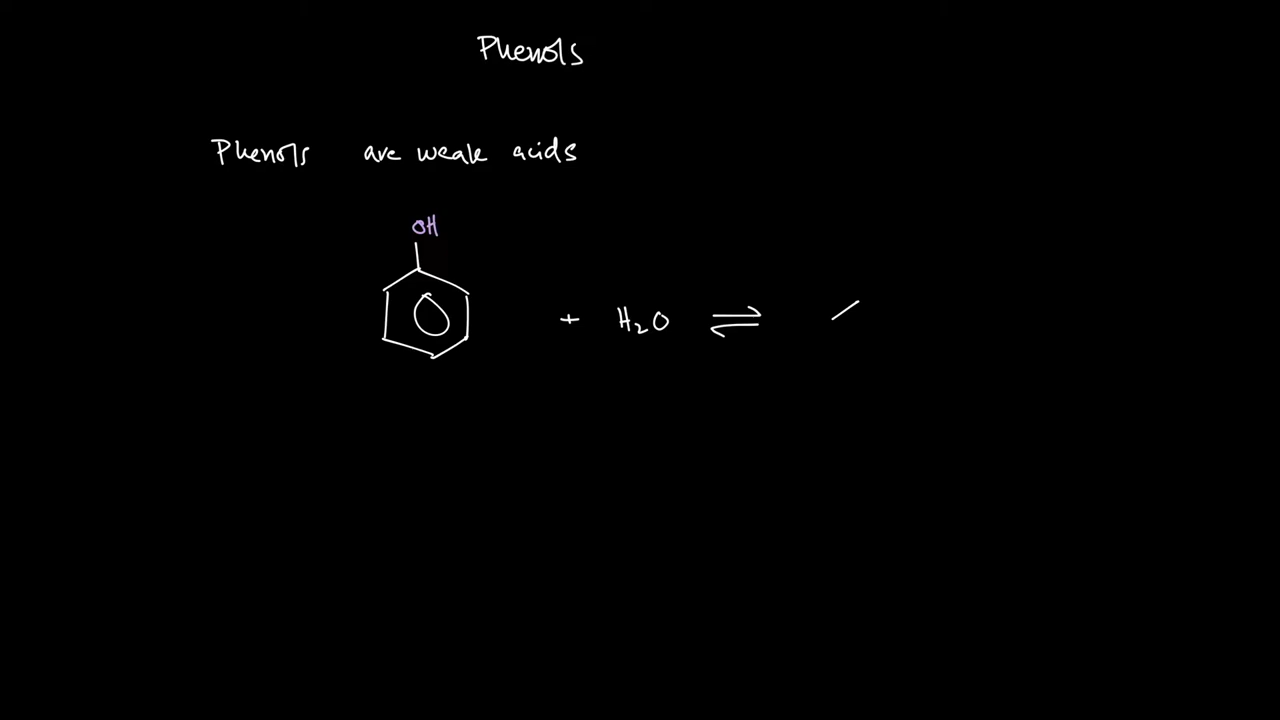 Phenols
Phenols are weak acids
OH
+ H₂O ⇌